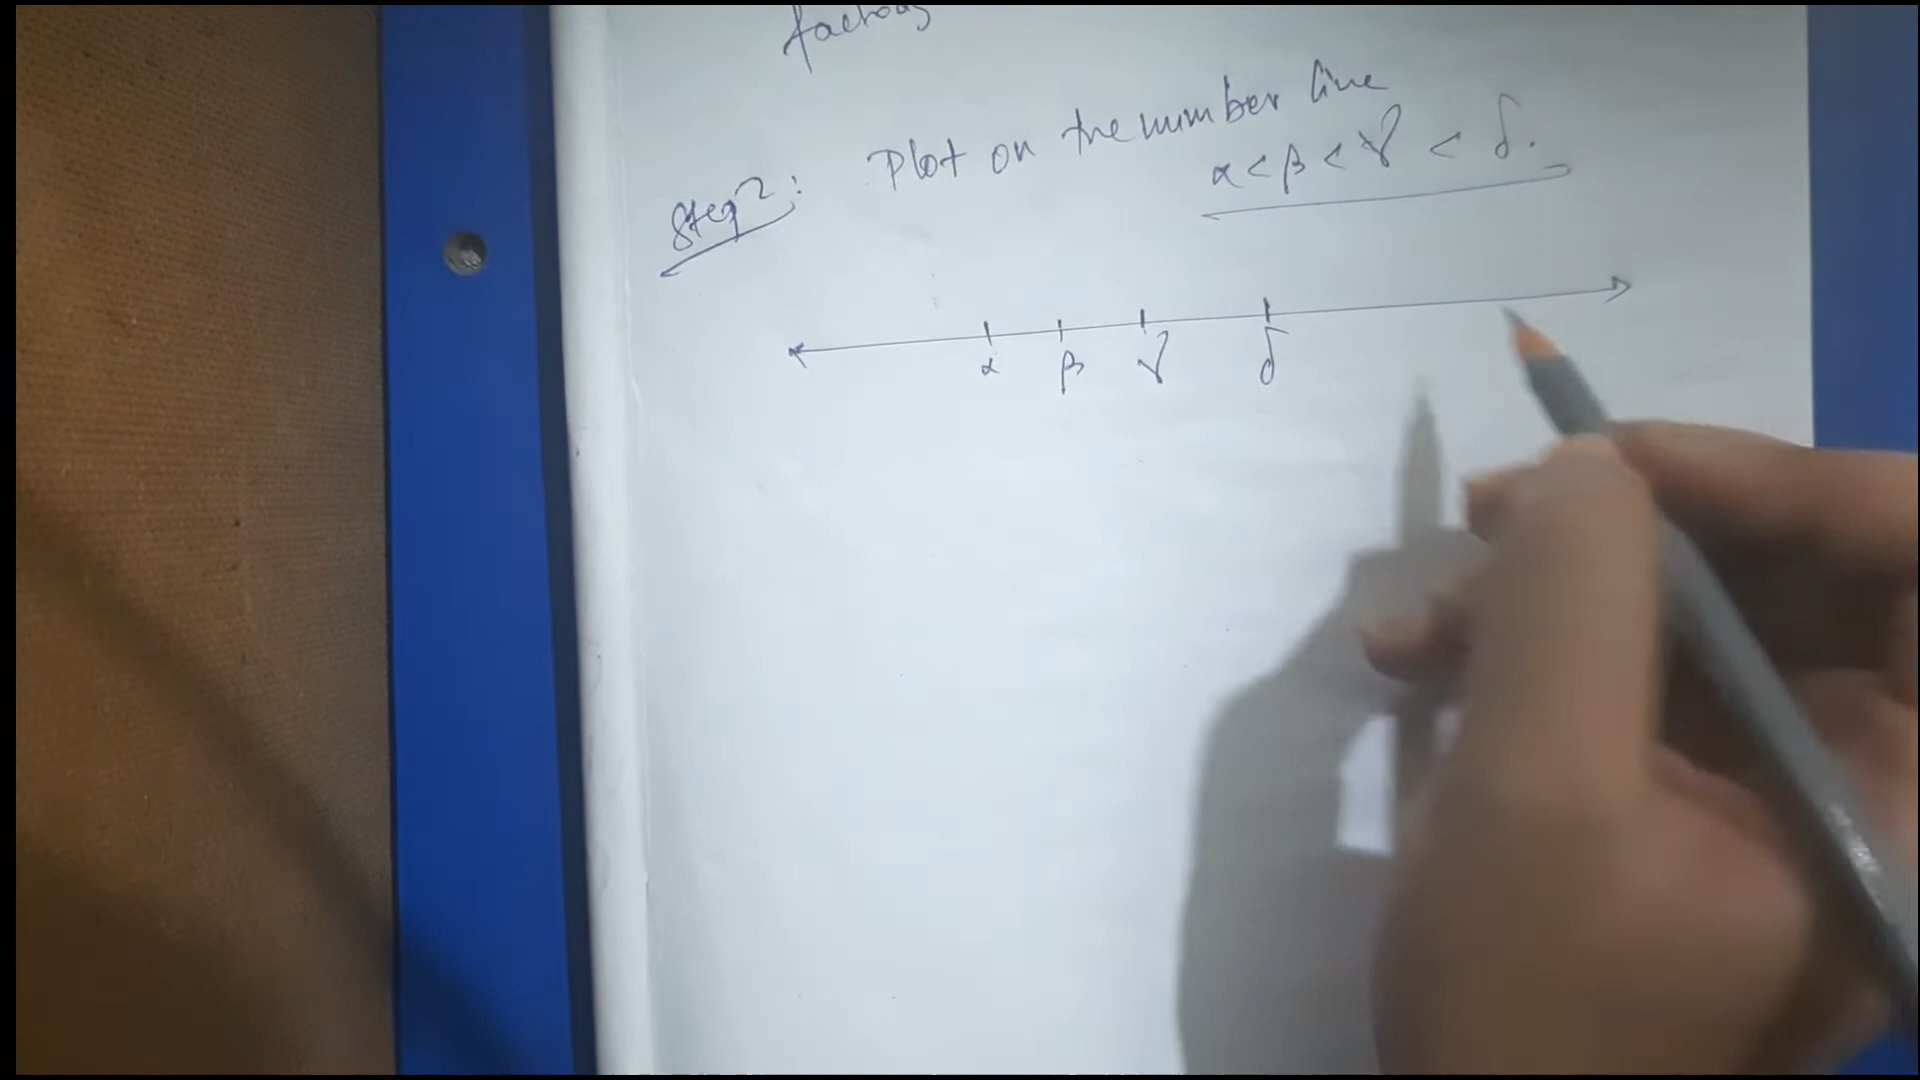 factors
Step 2: Plot on the number line
α < β < γ < δ.
α β γ δ